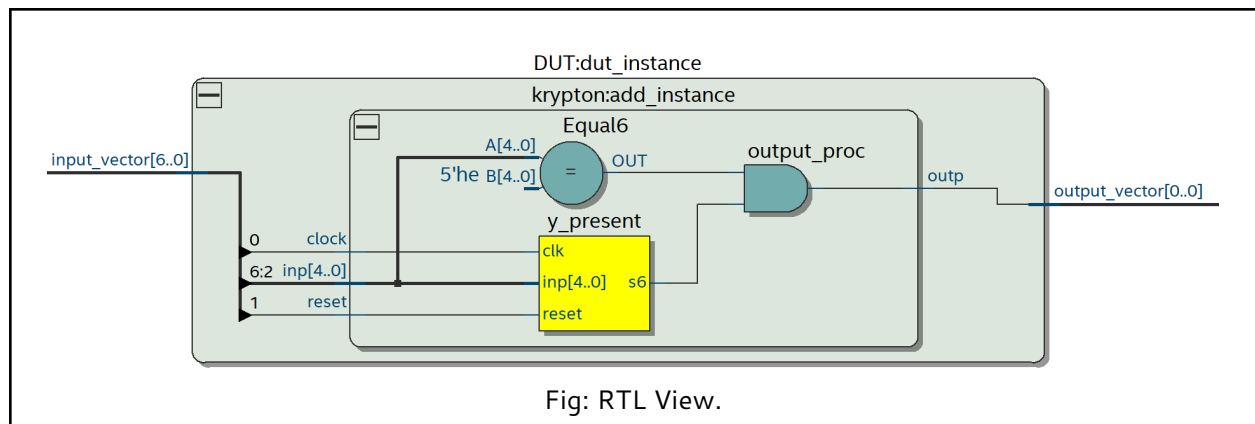 DUT:dut_instance
krypton:add_instance
Equal6
A[4..0]
5'he B[4..0]
=
OUT
output_proc
input_vector[6..0]
outp
output_vector[0..0]
y_present
0 clock
clk
6:2 inp[4..0]
inp[4..0] s6
1 reset
reset
Fig: RTL View.